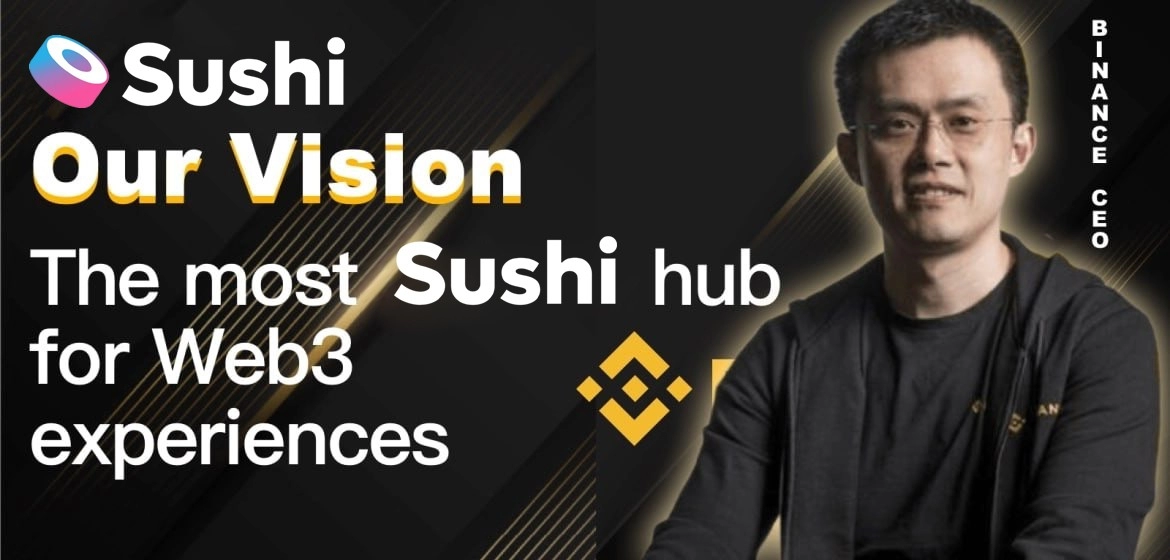 Sushi
Our Vision
The most Sushi hub
for Web3
experiences
BINANCE CEO